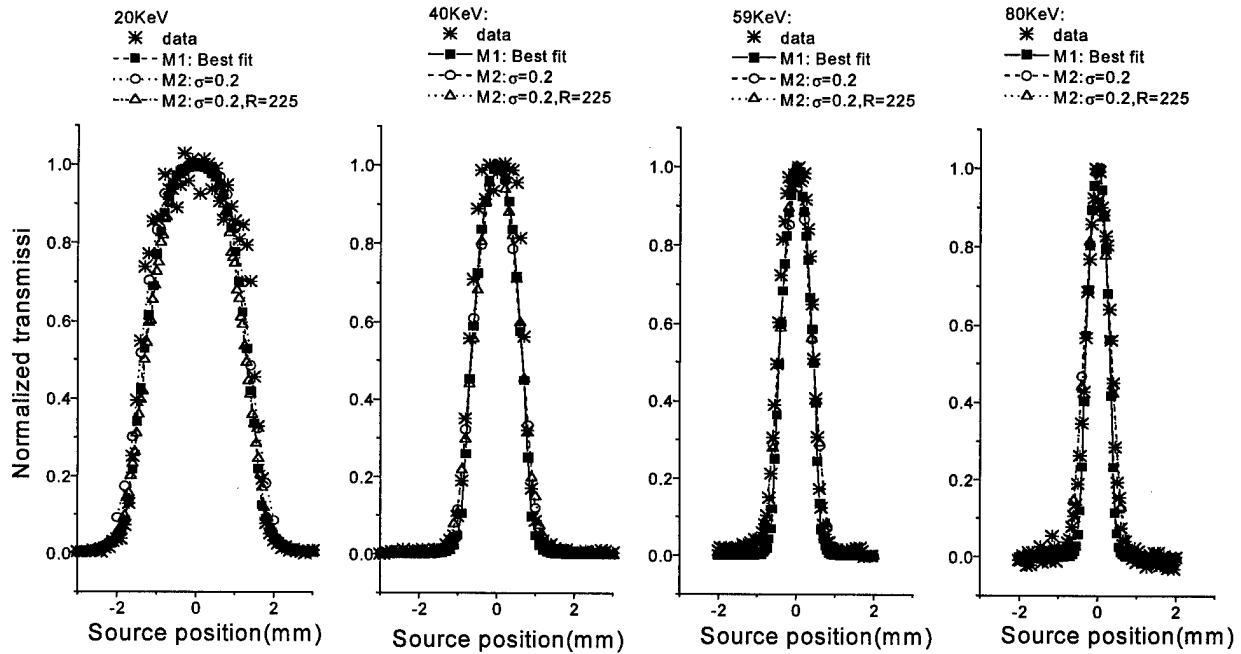 20KeV
data
M1: Best fit
M2:σ=0.2
M2:σ=0.2,R=225
40KeV:
data
M1: Best fit
M2:σ=0.2
M2:σ=0.2,R=225
59KeV:
data
M1: Best fit
M2:σ=0.2
M2:σ=0.2,R=225
80KeV:
data
M1: Best fit
M2:σ=0.2
M2:σ=0.2,R=225
Normalized transmissi
1.0
0.8
0.6
0.4
0.2
0.0
-2
0
2
Source position(mm)
1.0
0.8
0.6
0.4
0.2
0.0
-2
0
2
Source position(mm)
1.0
0.8
0.6
0.4
0.2
0.0
-2
0
2
Source position(mm)
1.0
0.8
0.6
0.4
0.2
0.0
-2
0
2
Source position(mm)